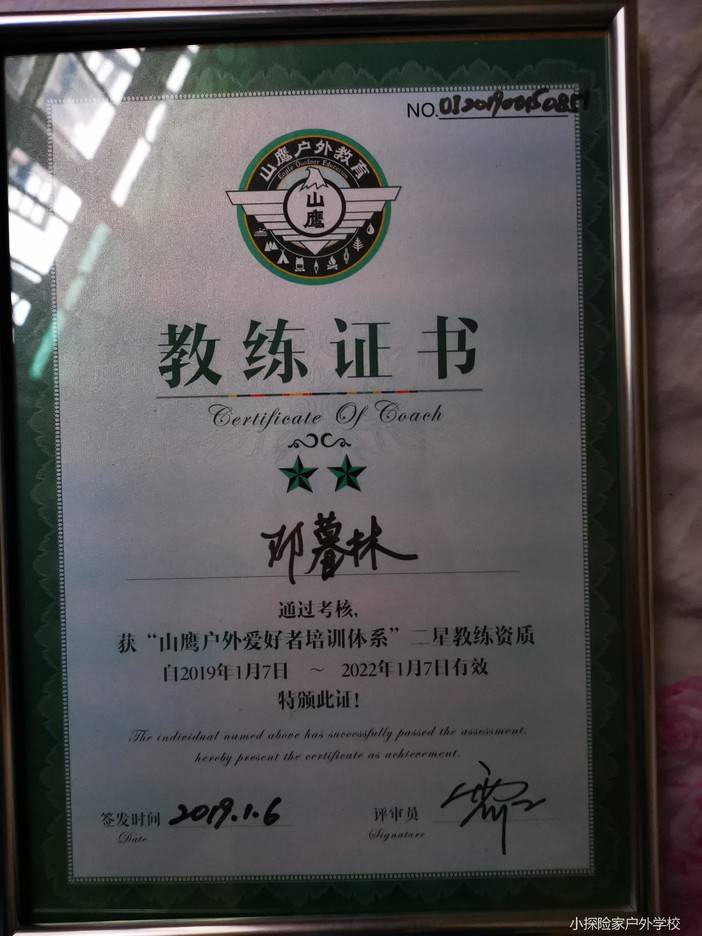 NO.
山鹰户外教育
Eagle Outdoor Education
山
鹰
教练证书
Certificate Of Coach
邓暮林
通过考核,
获“山鹰户外爱好者培训体系”二星教练资质
自2019年1月7日 ～ 2022年1月7日有效
特颁此证!
The individual named above has successfully passed the assessment.
hereby present the certificate as achievement.
签发时间 2019.1.6 评审员
Date Signature
小探险家户外学校